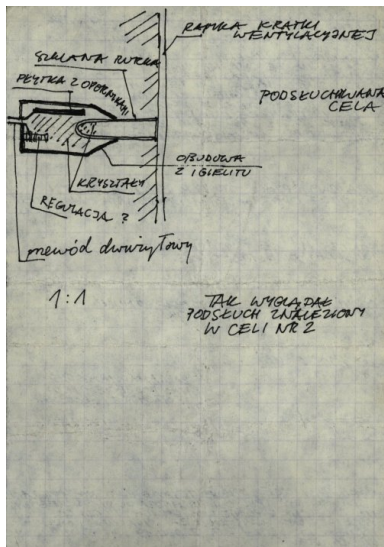 RAMKA KRATKI
WENTYLACYJNEJ
SZKLANA RURKA
PŁYTKA Z OPORNIKAMI
PODSŁUCHIWANA
CELA
OBUDOWA
Z IGIELITU
KRYSZTAŁY
REGULACJA ?
przewód dwużyłowy
1:1
TAK WYGLĄDAŁ
PODSŁUCH ZNALEZIONY
W CELI NR 2